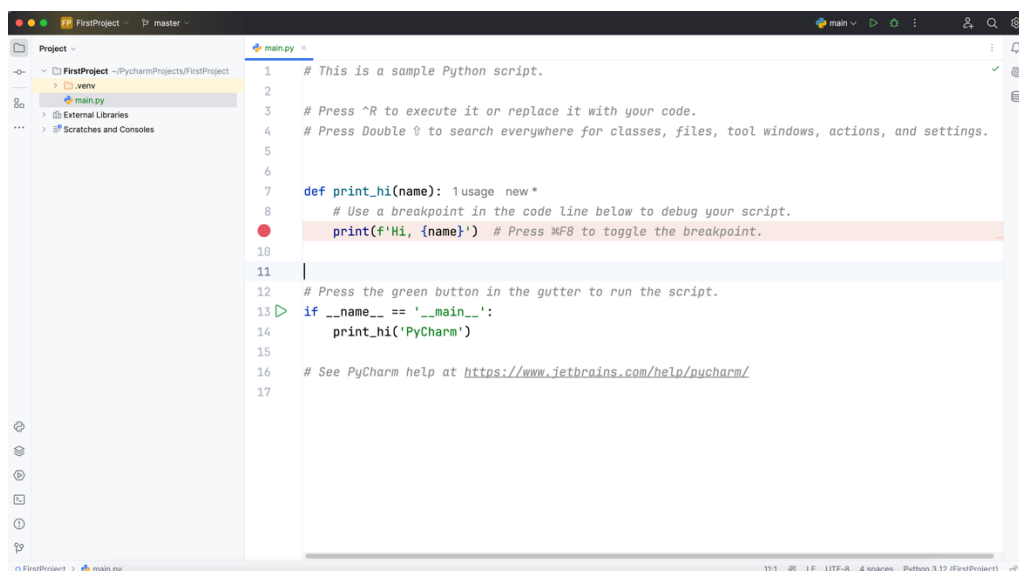 FP FirstProject master main
Project
FirstProject ~/PycharmProjects/FirstProject
.venv
main.py
External Libraries
Scratches and Consoles
main.py
1 # This is a sample Python script.
2
3 # Press ^R to execute it or replace it with your code.
4 # Press Double ⇧ to search everywhere for classes, files, tool windows, actions, and settings.
5
6
7 def print_hi(name): 1 usage new *
8 # Use a breakpoint in the code line below to debug your script.
print(f'Hi, {name}') # Press ⌘F8 to toggle the breakpoint.
10
11
12 # Press the green button in the gutter to run the script.
13 if __name__ == '__main__':
14 print_hi('PyCharm')
15
16 # See PyCharm help at https://www.jetbrains.com/help/pycharm/
17
FirstProject > main.py 11:1 LF UTF-8 4 spaces Python 3.12 (FirstProject)